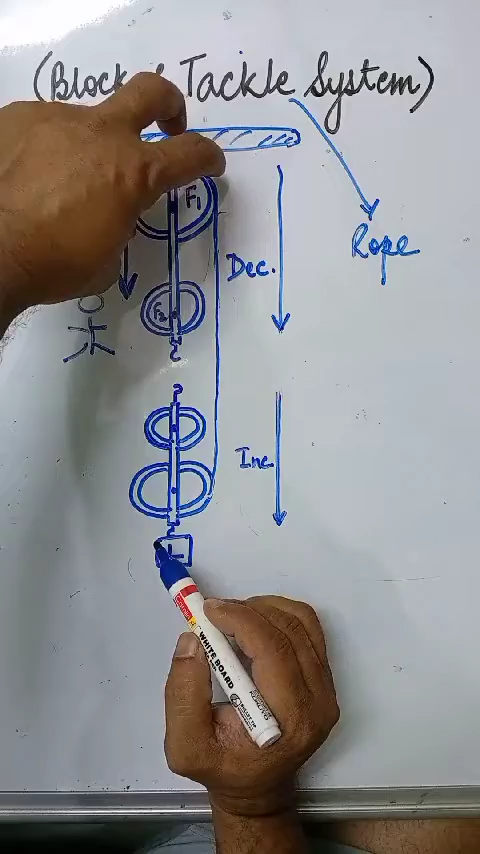 (Block & Tackle System)
F₁
Rope
Dec.
F₂
Inc.
L
WHITE BOARD